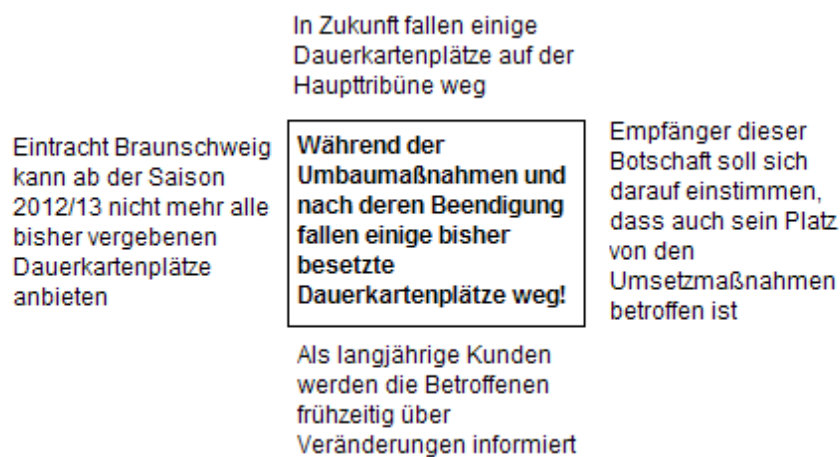 In Zukunft fallen einige
Dauerkartenplätze auf der
Haupttribüne weg
Eintracht Braunschweig
kann ab der Saison
2012/13 nicht mehr alle
bisher vergebenen
Dauerkartenplätze
anbieten
Während der
Umbaumaßnahmen und
nach deren Beendigung
fallen einige bisher
besetzte
Dauerkartenplätze weg!
Empfänger dieser
Botschaft soll sich
darauf einstimmen,
dass auch sein Platz
von den
Umsetzmaßnahmen
betroffen ist
Als langjährige Kunden
werden die Betroffenen
frühzeitig über
Veränderungen informiert